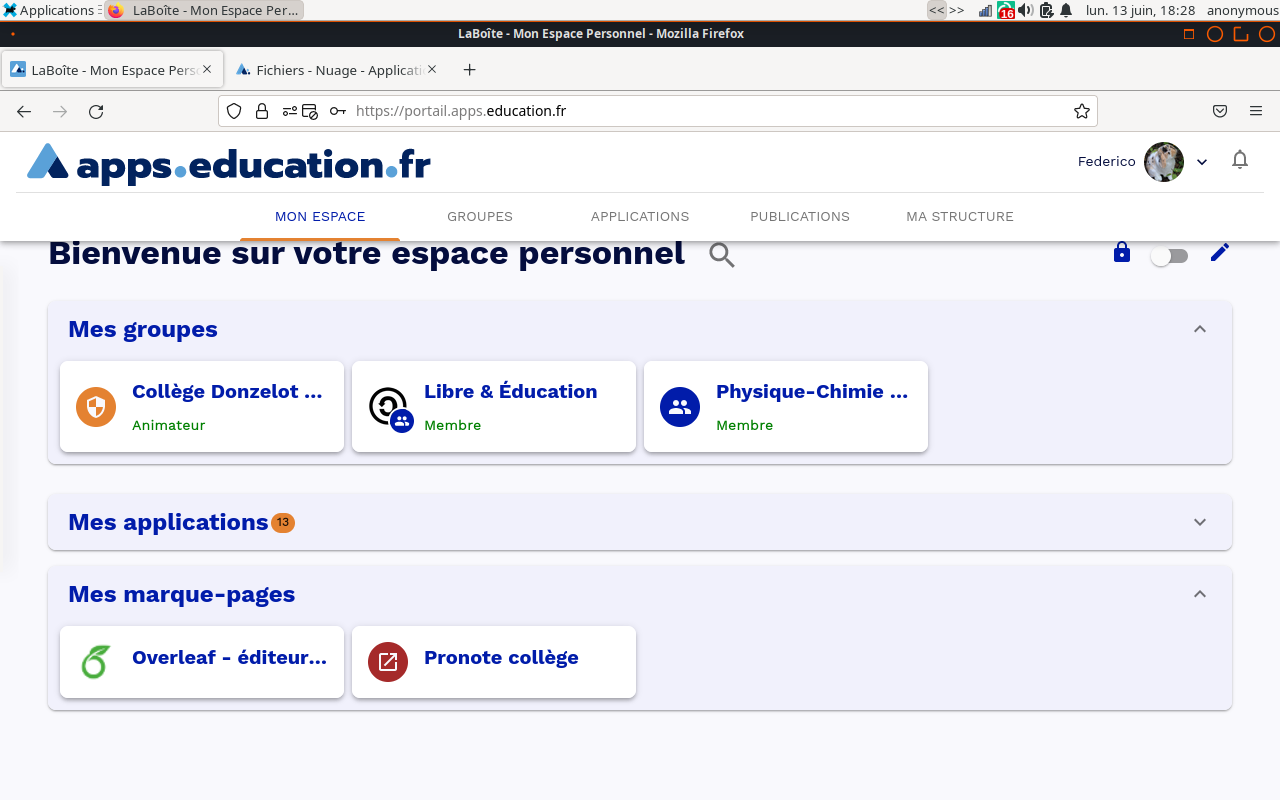 Applications
LaBoîte - Mon Espace Per...
<< >>
16
lun. 13 juin, 18:28
anonymous
LaBoîte - Mon Espace Personnel - Mozilla Firefox
LaBoîte - Mon Espace Pers
Fichiers - Nuage - Applicati
https://portail.apps.education.fr
apps.education.fr
Federico
MON ESPACE
GROUPES
APPLICATIONS
PUBLICATIONS
MA STRUCTURE
Bienvenue sur votre espace personnel
Mes groupes
Collège Donzelot ...
Animateur
Libre & Éducation
Membre
Physique-Chimie ...
Membre
Mes applications 13
Mes marque-pages
Overleaf - éditeur...
Pronote collège